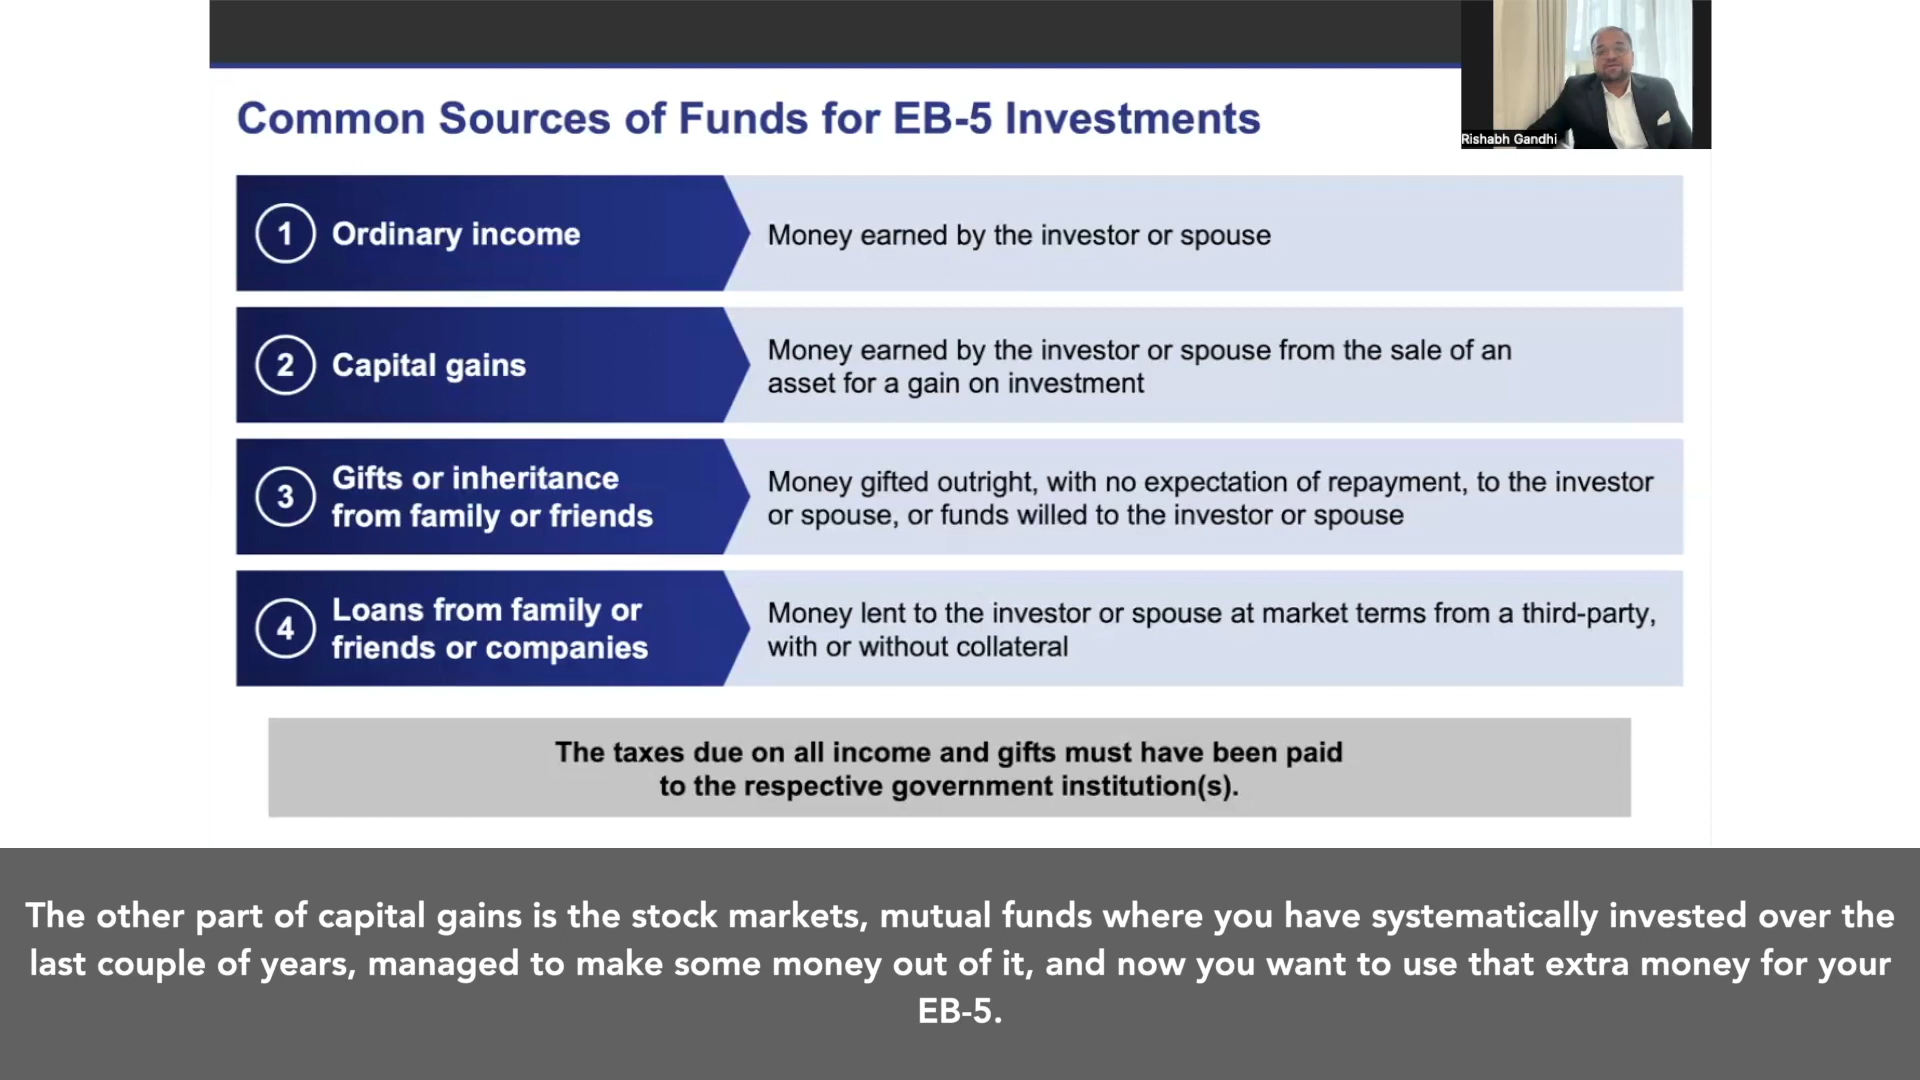 Common Sources of Funds for EB-5 Investments
Rishabh Gandhi
1 Ordinary income
Money earned by the investor or spouse
2 Capital gains
Money earned by the investor or spouse from the sale of an
asset for a gain on investment
3 Gifts or inheritance
from family or friends
Money gifted outright, with no expectation of repayment, to the investor
or spouse, or funds willed to the investor or spouse
4 Loans from family or
friends or companies
Money lent to the investor or spouse at market terms from a third-party,
with or without collateral
The taxes due on all income and gifts must have been paid
to the respective government institution(s).
The other part of capital gains is the stock markets, mutual funds where you have systematically invested over the
last couple of years, managed to make some money out of it, and now you want to use that extra money for your
EB-5.